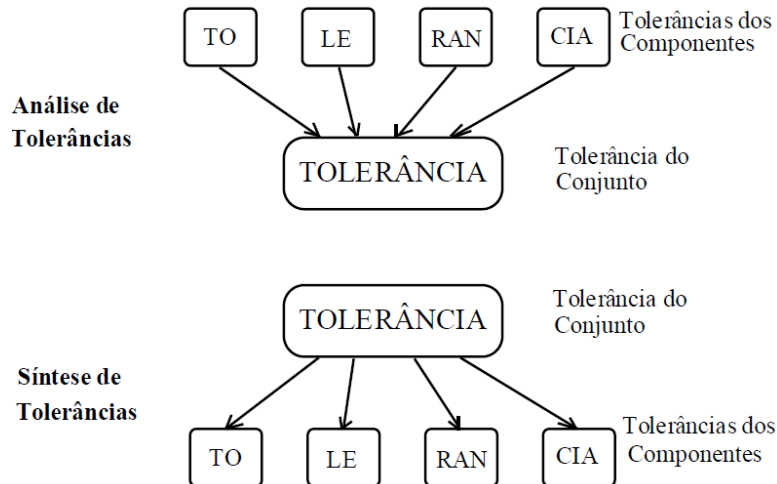 TO
LE
RAN
CIA
Tolerâncias dos
Componentes
Análise de
Tolerâncias
TOLERÂNCIA
Tolerância do
Conjunto
TOLERÂNCIA
Tolerância do
Conjunto
Síntese de
Tolerâncias
TO
LE
RAN
CIA
Tolerâncias dos
Componentes